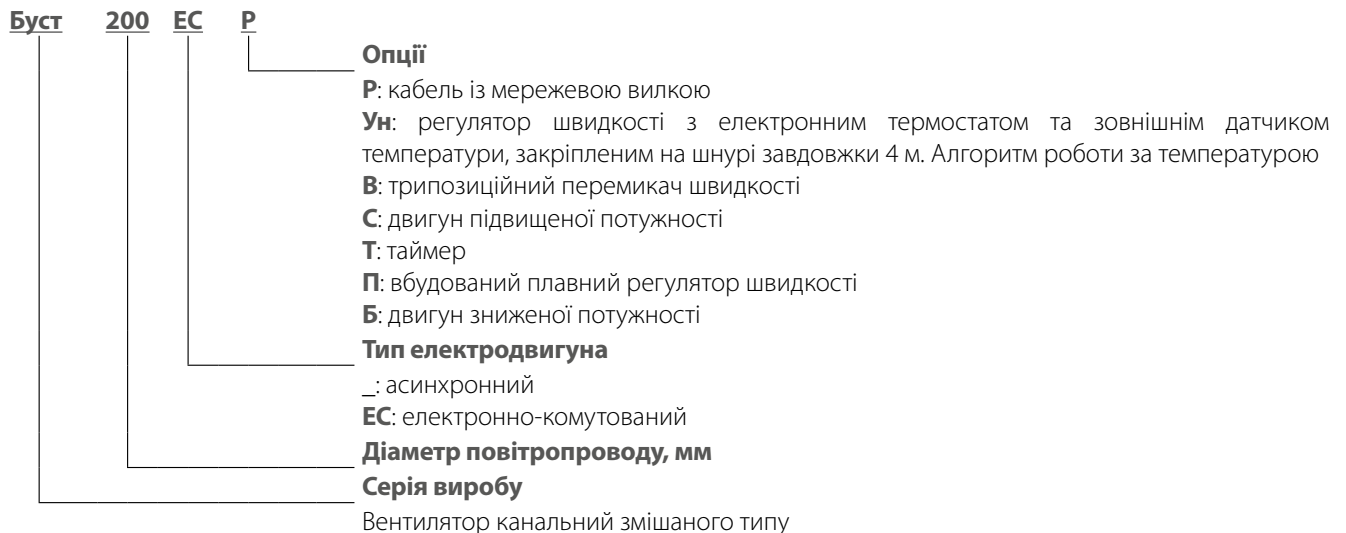 Буст 200 ЕС Р
Опції
Р: кабель із мережевою вилкою
Ун: регулятор швидкості з електронним термостатом та зовнішнім датчиком
температури, закріпленим на шнурі завдовжки 4 м. Алгоритм роботи за температурою
В: трипозиційний перемикач швидкості
С: двигун підвищеної потужності
Т: таймер
П: вбудований плавний регулятор швидкості
Б: двигун зниженої потужності
Тип електродвигуна
_: асинхронний
ЕС: електронно-комутований
Діаметр повітропроводу, мм
Серія виробу
Вентилятор канальний змішаного типу